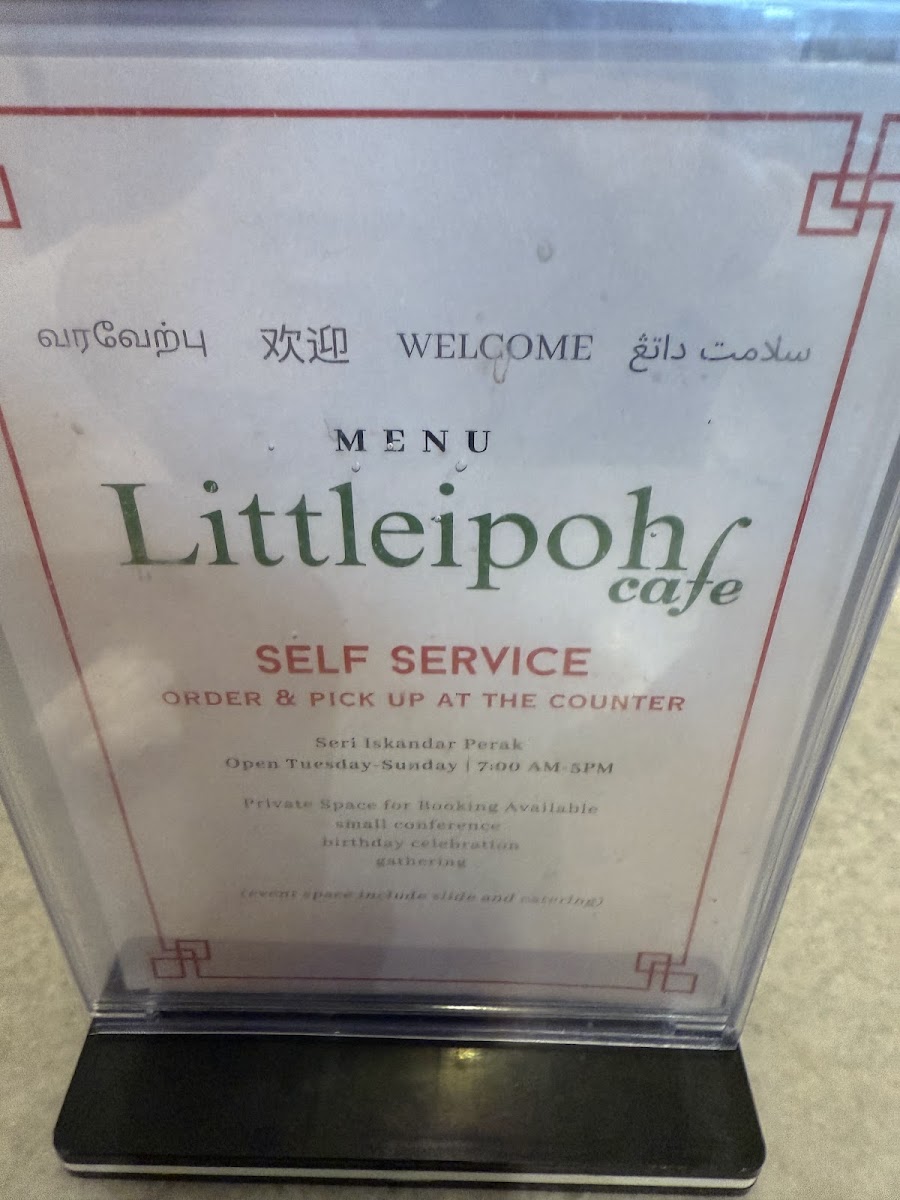 வரவேற்பு 欢迎 WELCOME سلامت داتڠ
MENU
Littleipoh
cafe
SELF SERVICE
ORDER & PICK UP AT THE COUNTER
Seri Iskandar Perak
Open Tuesday-Sunday | 7:00 AM-5PM
Private Space for Booking Available
small conference
birthday celebration
gathering
(event space include slide and catering)